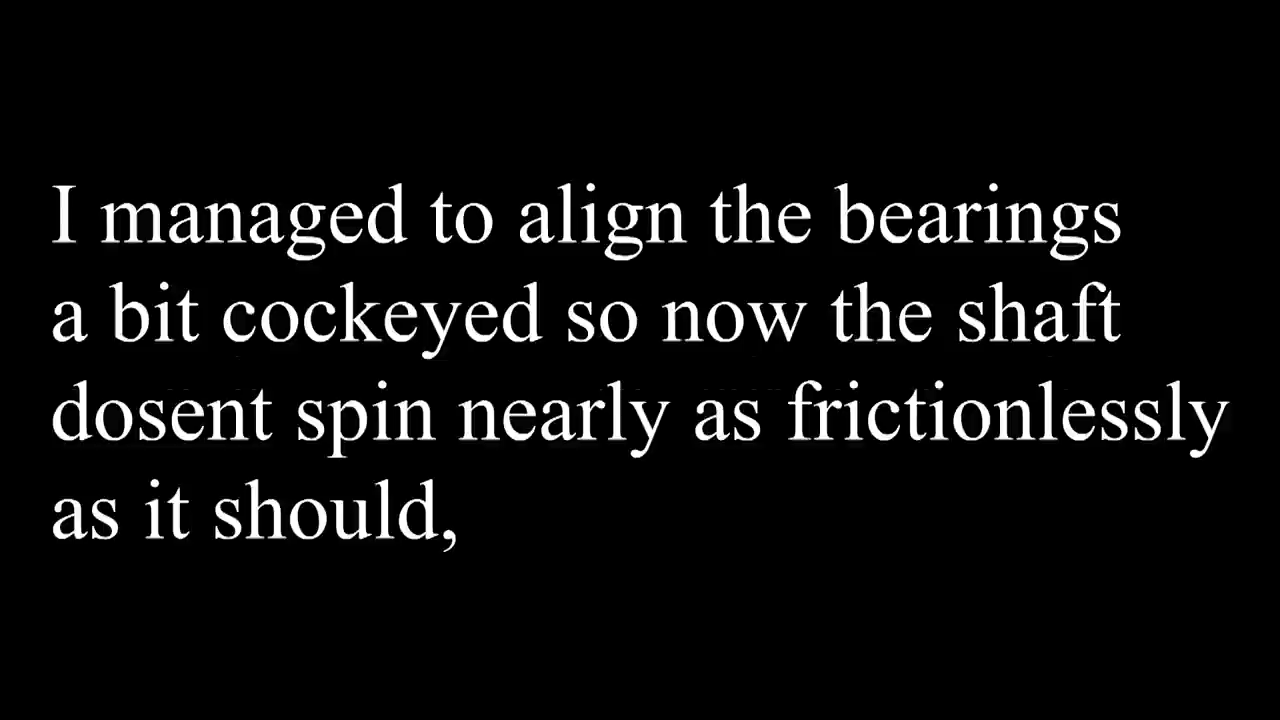 I managed to align the bearings
a bit cockeyed so now the shaft
dosent spin nearly as frictionlessly
as it should,